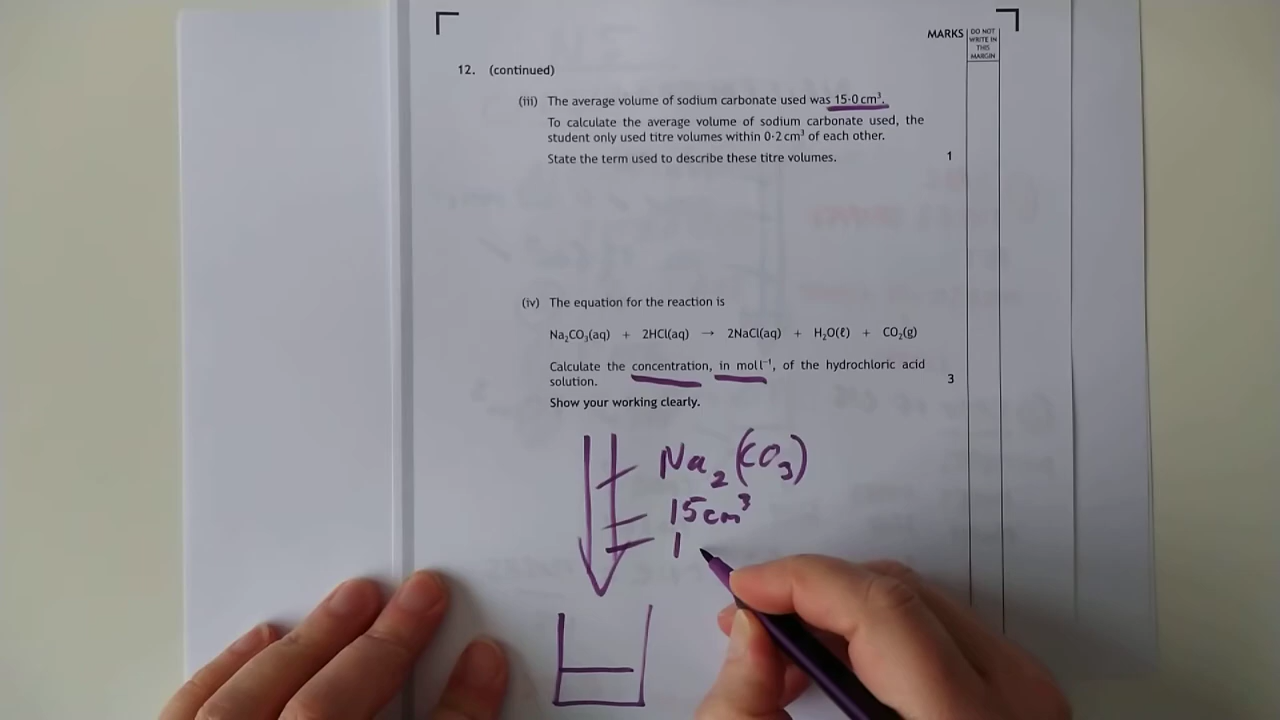 MARKS
DO NOT
WRITE IN
THIS
MARGIN
12. (continued)
(iii) The average volume of sodium carbonate used was 15·0 cm³.
To calculate the average volume of sodium carbonate used, the
student only used titre volumes within 0·2 cm³ of each other.
State the term used to describe these titre volumes. 1
(iv) The equation for the reaction is
Na₂CO₃(aq) + 2HCl(aq) → 2NaCl(aq) + H₂O(ℓ) + CO₂(g)
Calculate the concentration, in mol l⁻¹, of the hydrochloric acid
solution. 3
Show your working clearly.
Na₂(CO₃)
15cm³
1